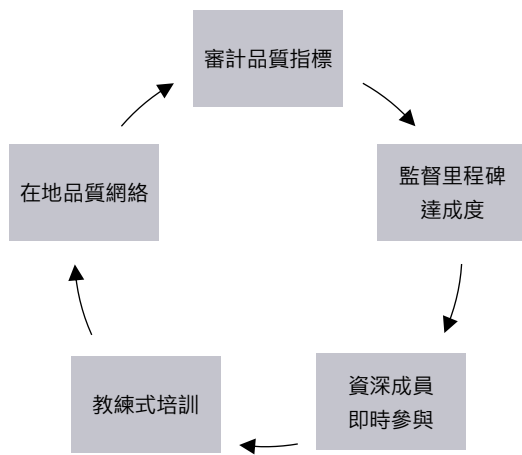 審計品質指標
監督里程碑
達成度
資深成員
即時參與
教練式培訓
在地品質網絡